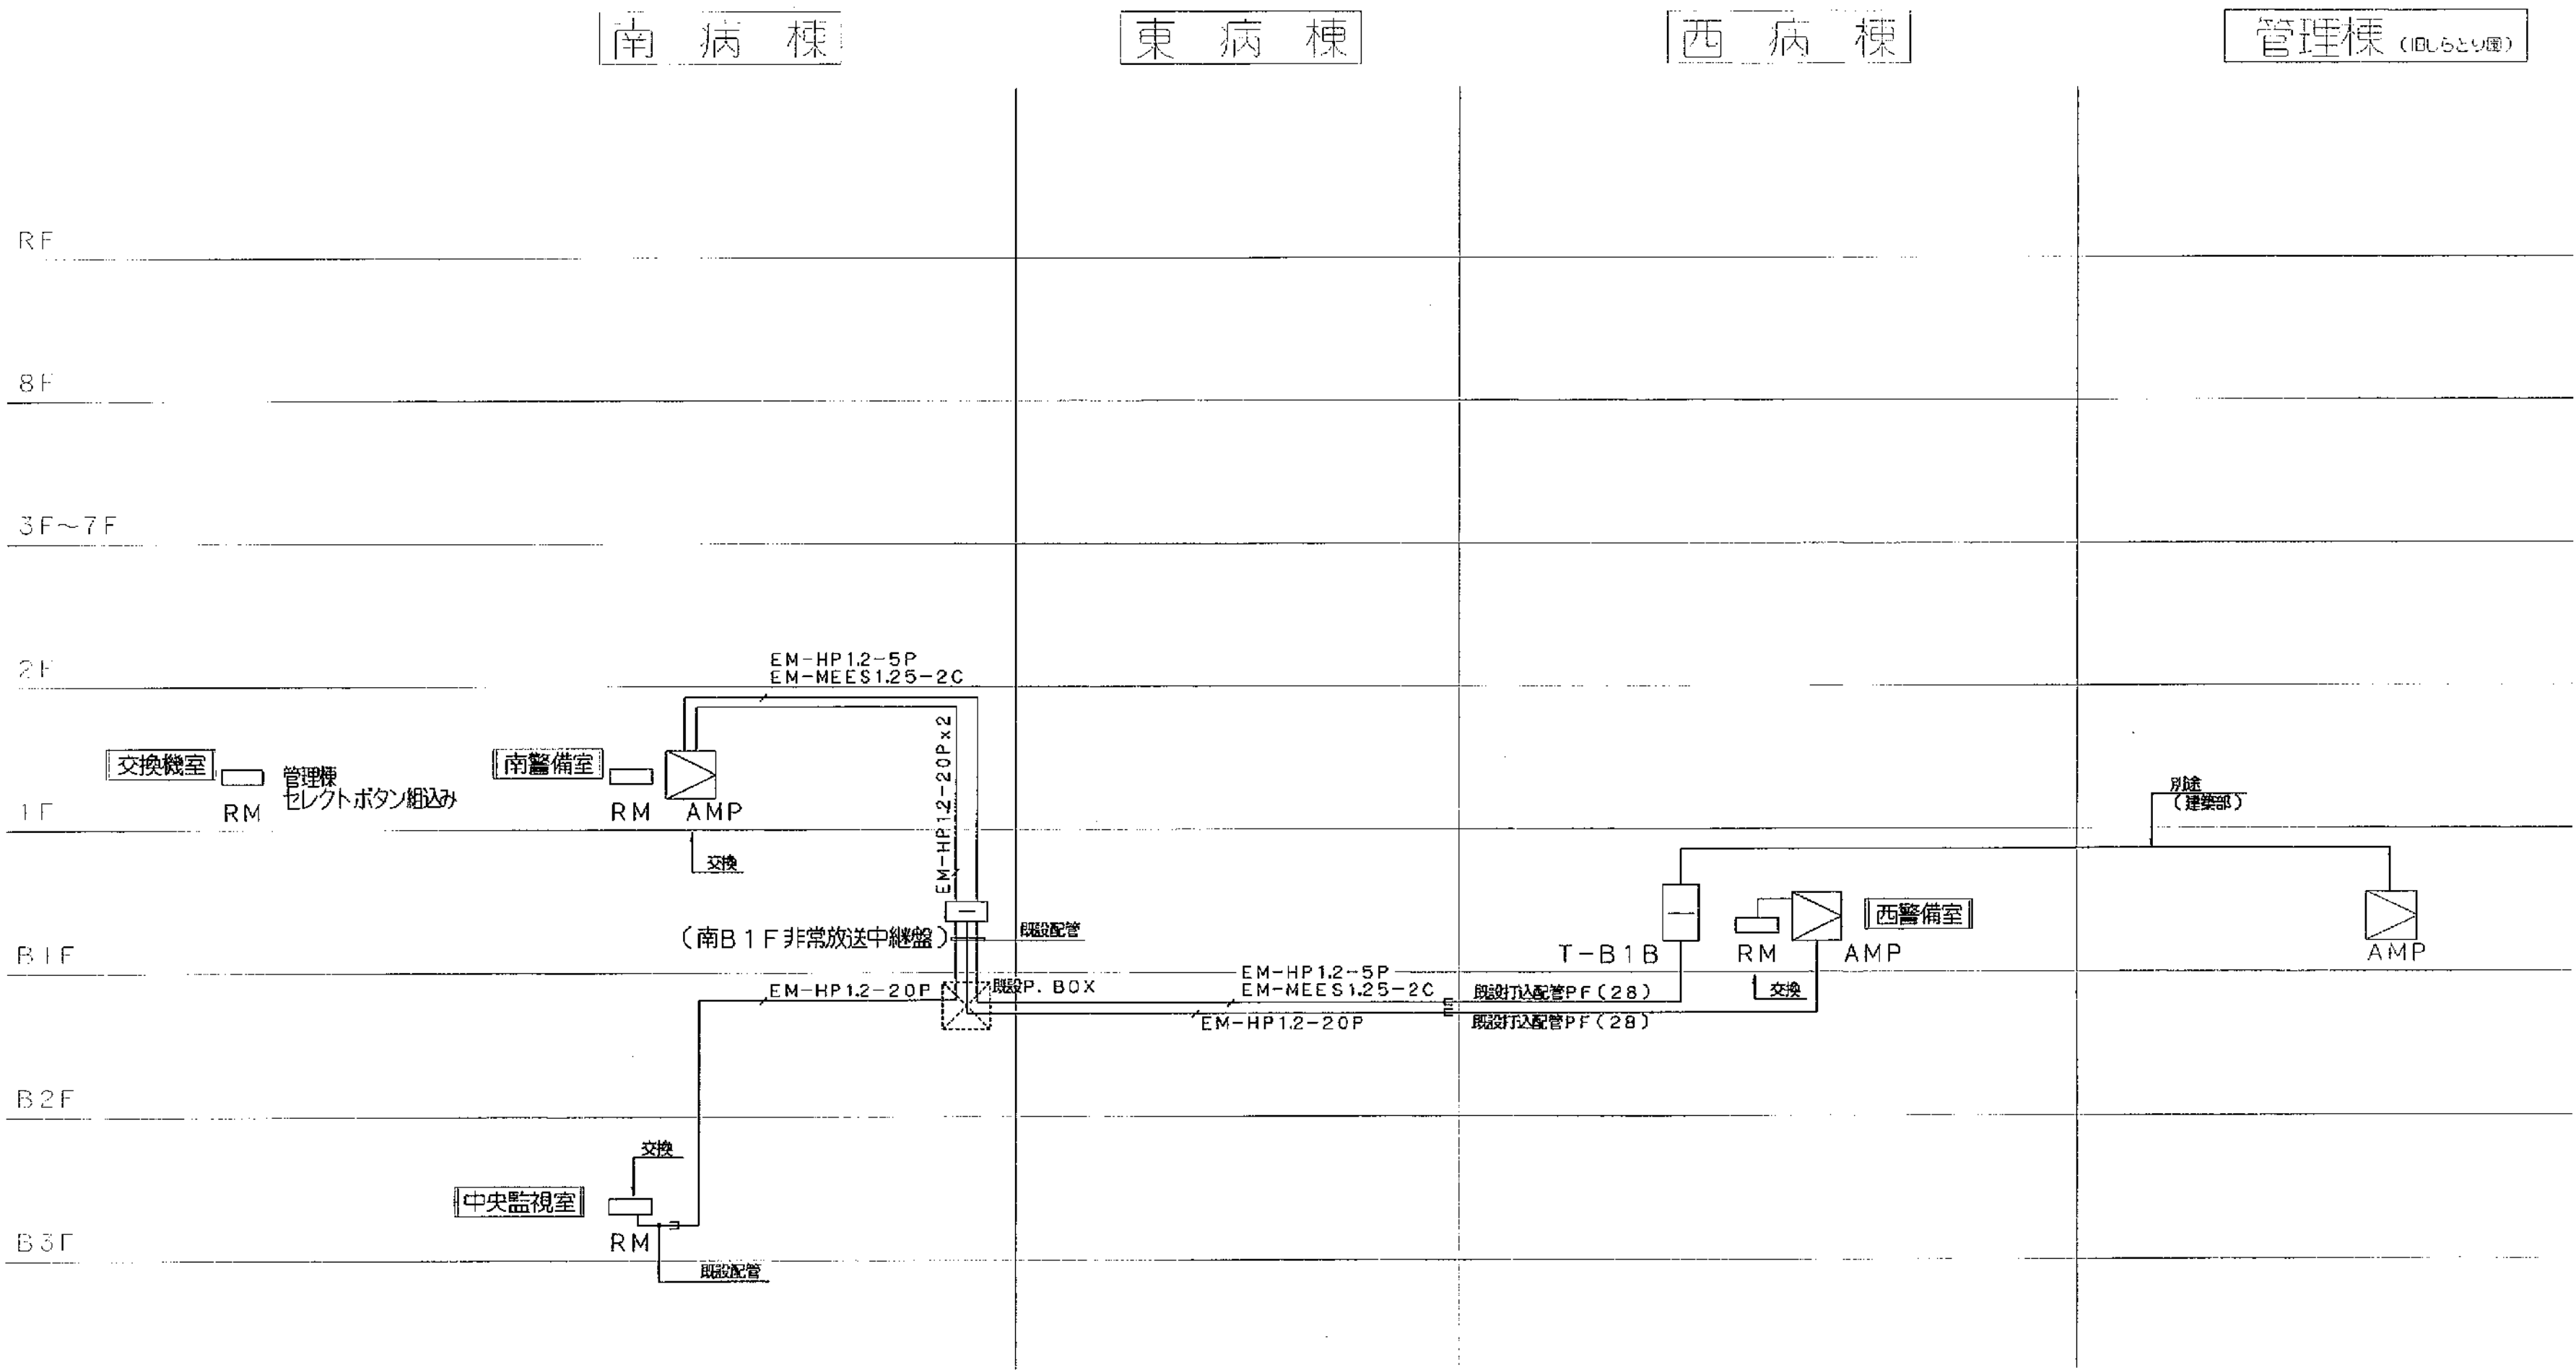 南病棟
東病棟
西病棟
管理棟 (旧しらとり園)
RF
8F
3F~7F
2F
EM-HP1.2-5P
EM-MEES1.25-2C
EM-HP1.2-20P×2
交換機室
管理棟
セレクトボタン組込み
RM
南警備室
RM
AMP
1F
交換
別途
(建築部)
(南B1F非常放送中継盤)
既設配管
T-B1B
RM
AMP
西警備室
AMP
B1F
交換
EM-HP1.2-20P
既設P.BOX
EM-HP1.2-5P
EM-MEES1.25-2C
既設打込配管PF(28)
EM-HP1.2-20P
既設打込配管PF(28)
B2F
交換
中央監視室
RM
B3F
既設配管